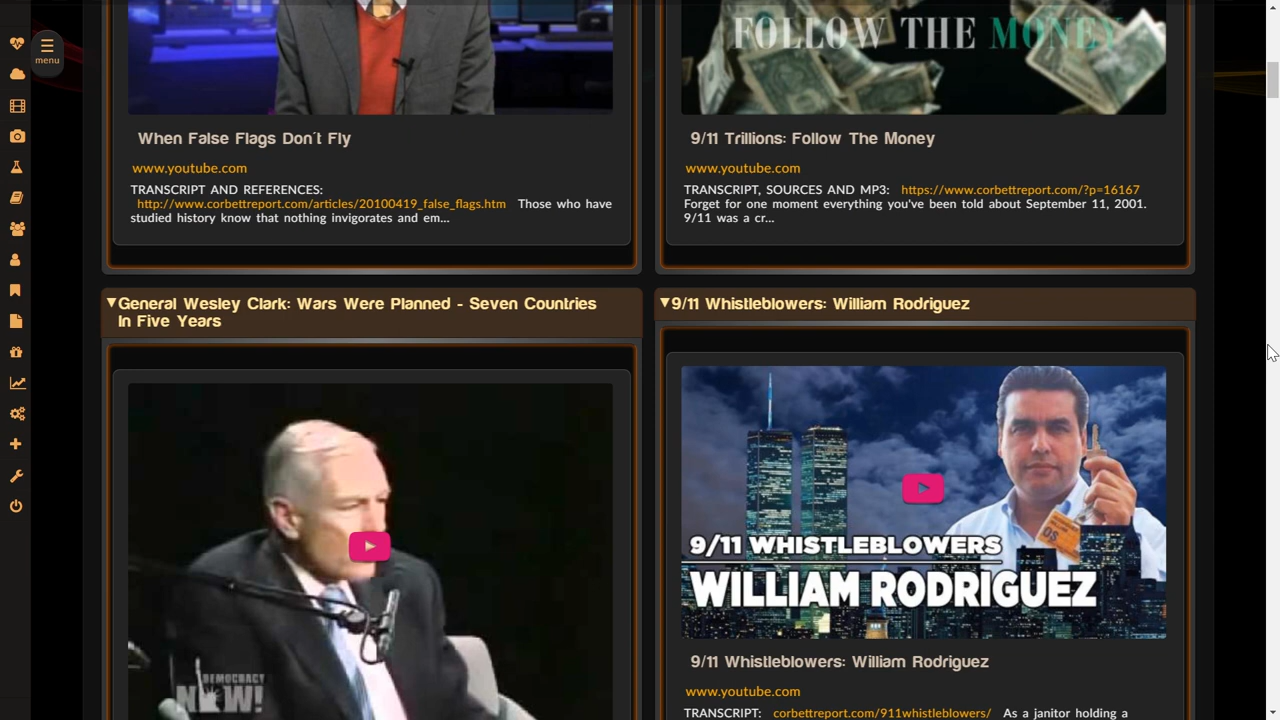 menu
FOLLOW THE MONEY
When False Flags Don´t Fly
www.youtube.com
TRANSCRIPT AND REFERENCES:
http://www.corbettreport.com/articles/20100419_false_flags.htm Those who have
studied history know that nothing invigorates and em...
9/11 Trillions: Follow The Money
www.youtube.com
TRANSCRIPT, SOURCES AND MP3: https://www.corbettreport.com/?p=16167
Forget for one moment everything you've been told about September 11, 2001.
9/11 was a cr...
▼General Wesley Clark: Wars Were Planned - Seven Countries
In Five Years
DEMOCRACY
NOW!
▼9/11 Whistleblowers: William Rodriguez
9/11 WHISTLEBLOWERS
WILLIAM RODRIGUEZ
9/11 Whistleblowers: William Rodriguez
www.youtube.com
TRANSCRIPT: corbettreport.com/911whistleblowers/ As a janitor holding a